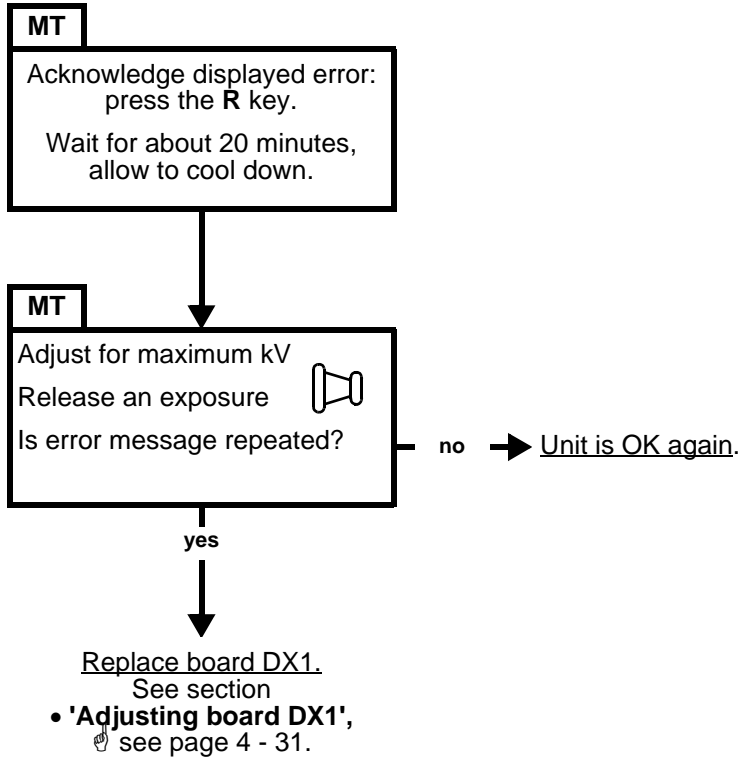 MT
Acknowledge displayed error:
press the R key.
Wait for about 20 minutes,
allow to cool down.
MT
Adjust for maximum kV
Release an exposure
Is error message repeated?
no
Unit is OK again.
yes
Replace board DX1.
See section
• 'Adjusting board DX1',
☝ see page 4 - 31.